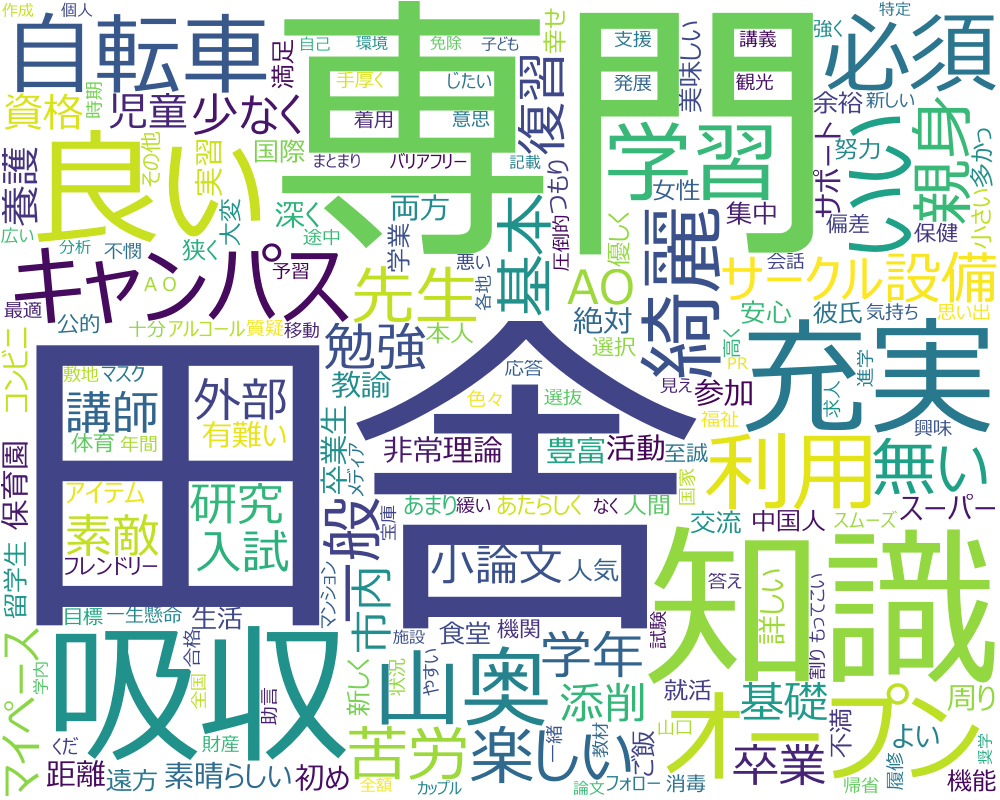 作成
個人
自転車
専門
必須
特定
自己
環境
免除
子ども
幸せ
支援
講義
美味しい
強く
手厚く
じたい
発展
観光
余裕
新しい
満足
時期
資格
児童
少なく
復習
着用
意思
まとまり
バリアフリー
記載
学習
いい
親身
サポート
努力
多かっ
小さい
養護
良い
その他
実習
国際
深く
両方
つもり
女性
集中
偏差
保健
広い
分析
不憫
狭く
大変
途中
学業
悪い
圧倒的
優しく
各地
基本
綺麗
会話
キャンパス
予習
先生
AO
サークル
設備
最適
ＡＯ
公的
十分
アルコール
質疑
移動
勉強
本人
絶対
選択
安心
高く
彼氏
気持ち
思い出
コンビニ
田舎
敷地
マスク
講師
外部
教諭
応答
色々
選抜
見え
PR
参加
充実
求人
進学
興味
体育
年間
有難い
卒業生
メディア
非常
理論
豊富
活動
至誠
福祉
利用
無い
保育園
アイテム
研究
一般
宝庫
あまり
緩い
あたらしく
なく
人間
国家
交流
中国人
スムーズ
スーパー
素敵
フレンドリー
入試
小論文
人気
知識
答え
詳しい
留学生
目標
一生懸命
生活
マンション
市内
施設
食堂
機関
学年
試験
割り
もってこい
マイペース
学内
吸収
合格
全国
助言
新しく
状況
やすい
山奥
添削
就活
基礎
周り
オープン
山口
不満
くだ
財産
苦労
楽しい
一緒
教材
ご飯
卒業
よい
履修
奨学
距離
遠方
素晴らしい
初め
全額
カップル
論文
フォロー
消毒
帰省
機能